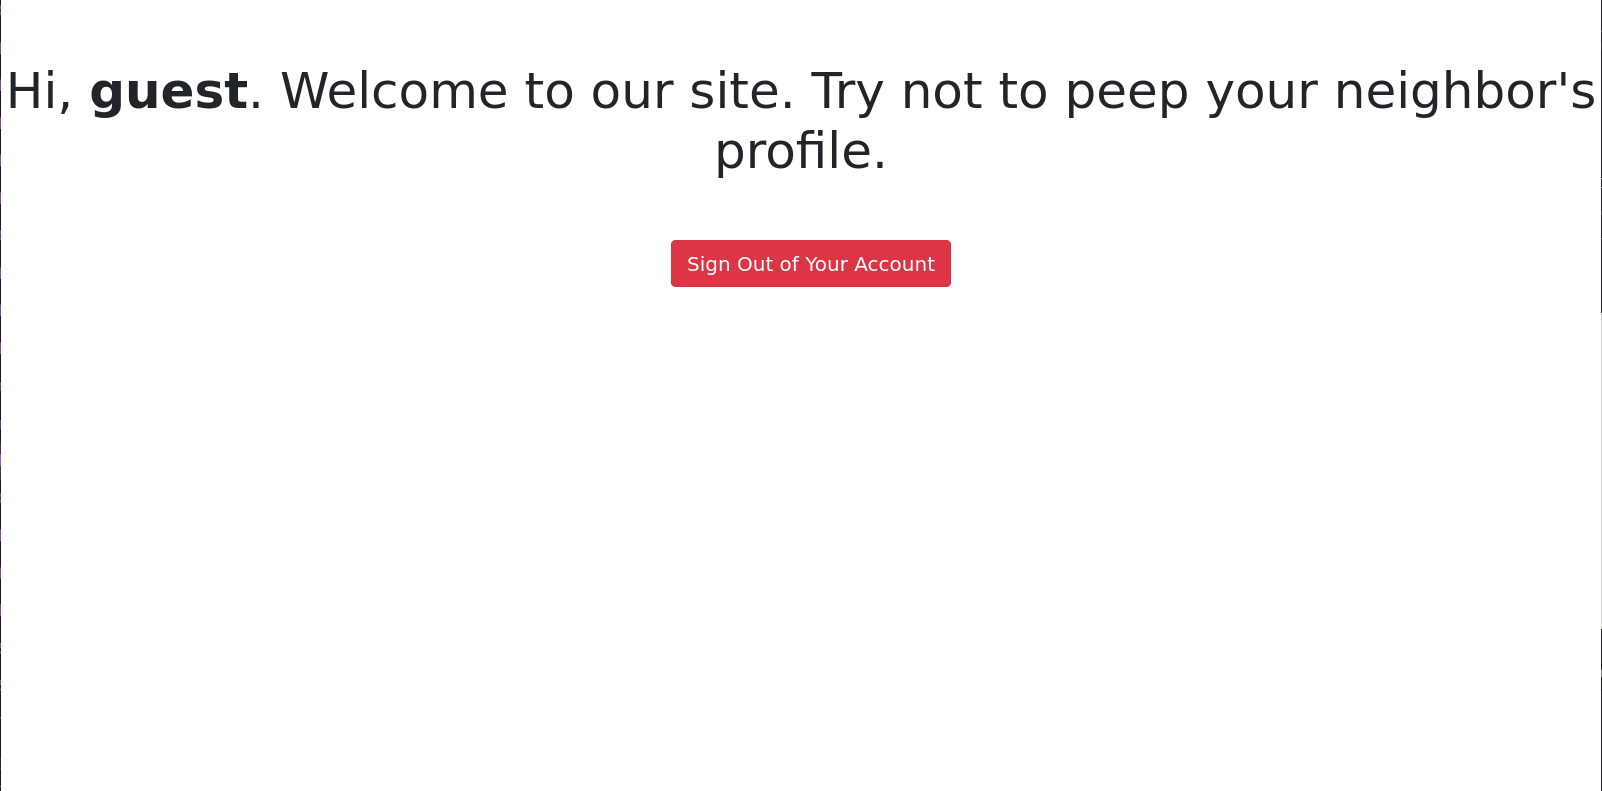 Hi, guest. Welcome to our site. Try not to peep your neighbor's
profile.
Sign Out of Your Account